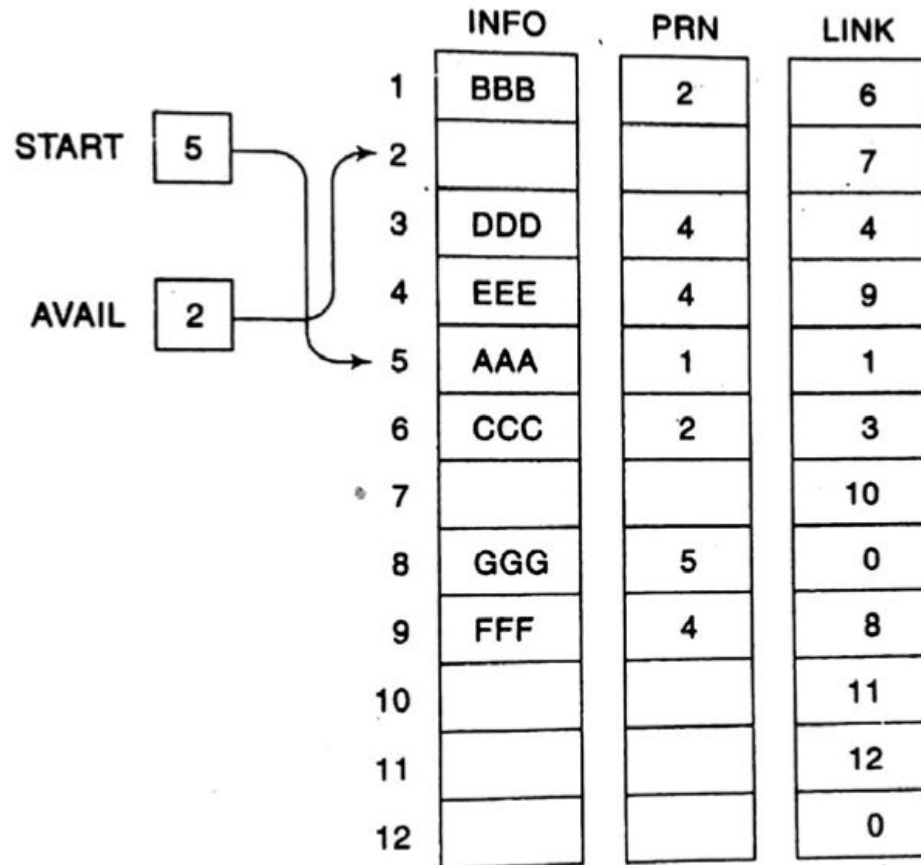 INFO PRN LINK
1 BBB 2 6
START 5 2 7
3 DDD 4 4
AVAIL 2 4 EEE 4 9
5 AAA 1 1
6 CCC 2 3
7 10
8 GGG 5 0
9 FFF 4 8
10 11
11 12
12 0